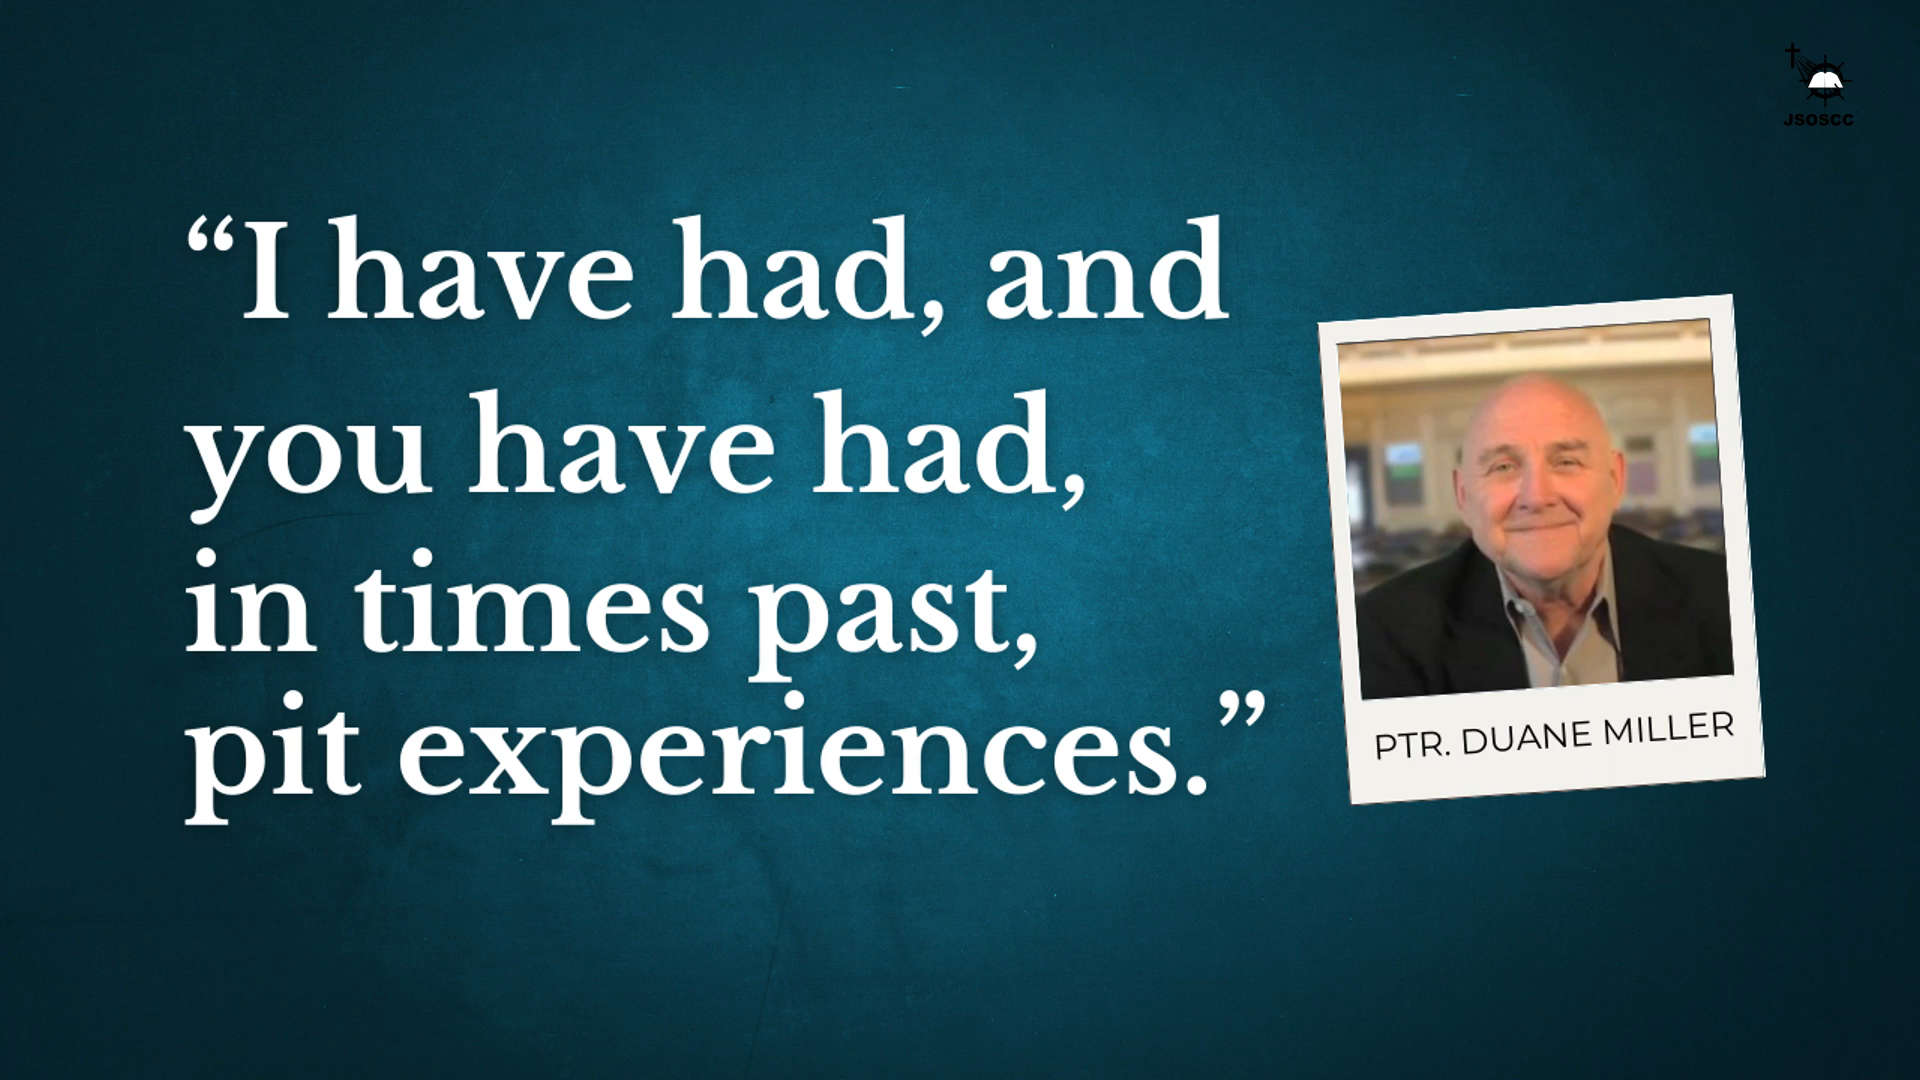 JSOSCC
“I have had, and
you have had,
in times past,
pit experiences.”
PTR. DUANE MILLER